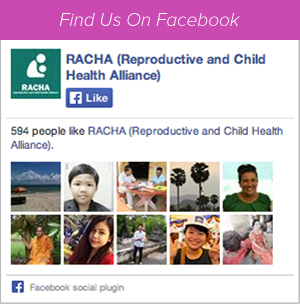 Find Us On Facebook
RACHA
RACHA (Reproductive and Child
Health Alliance)
Like
594 people like RACHA (Reproductive and Child Health
Alliance).
Facebook social plugin